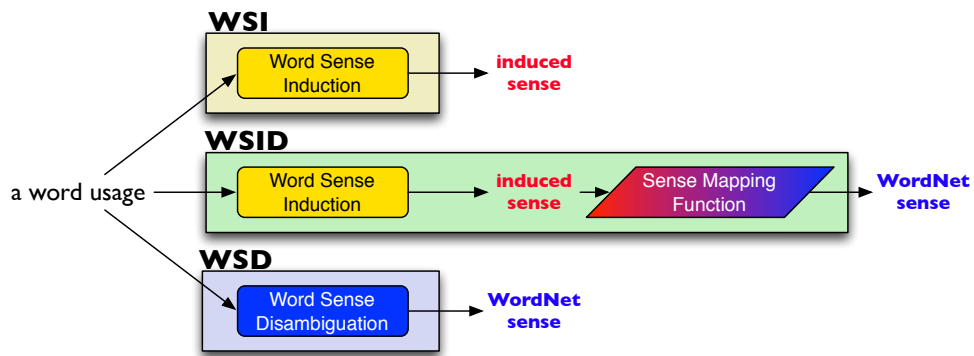 WSI
Word Sense
Induction
induced
sense
WSID
a word usage
Word Sense
Induction
induced
sense
Sense Mapping
Function
WordNet
sense
WSD
Word Sense
Disambiguation
WordNet
sense